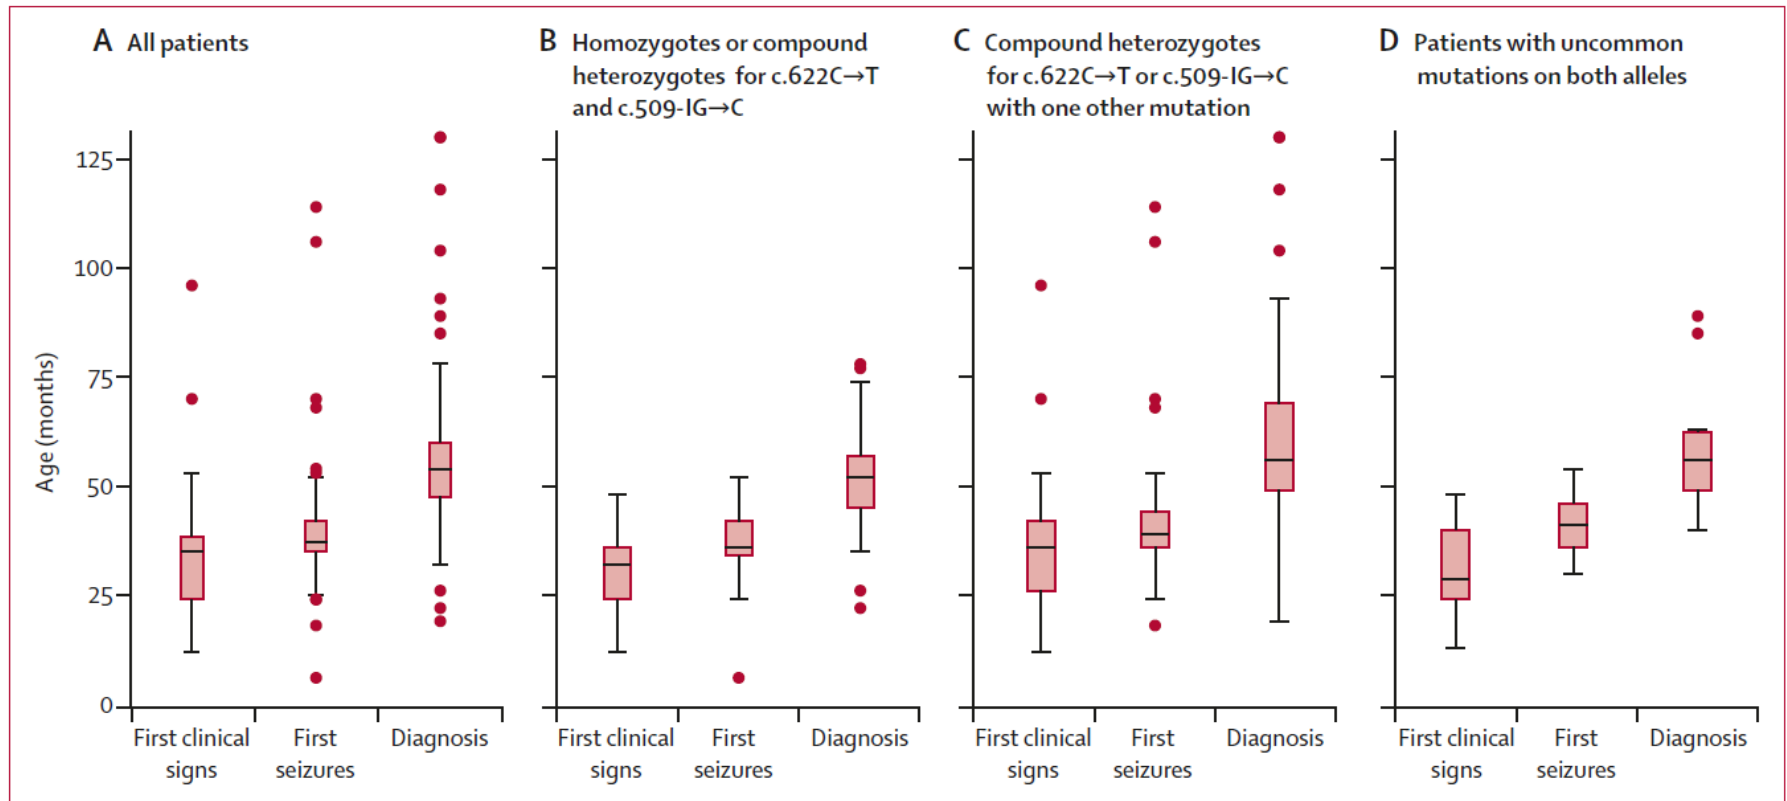 A All patients
B Homozygotes or compound
heterozygotes for c.622C→T
and c.509-IG→C
C Compound heterozygotes
for c.622C→T or c.509-IG→C
with one other mutation
D Patients with uncommon
mutations on both alleles
Age (months)
125
100
75
50
25
0
First clinical
signs
First
seizures
Diagnosis
First clinical
signs
First
seizures
Diagnosis
First clinical
signs
First
seizures
Diagnosis
First clinical
signs
First
seizures
Diagnosis